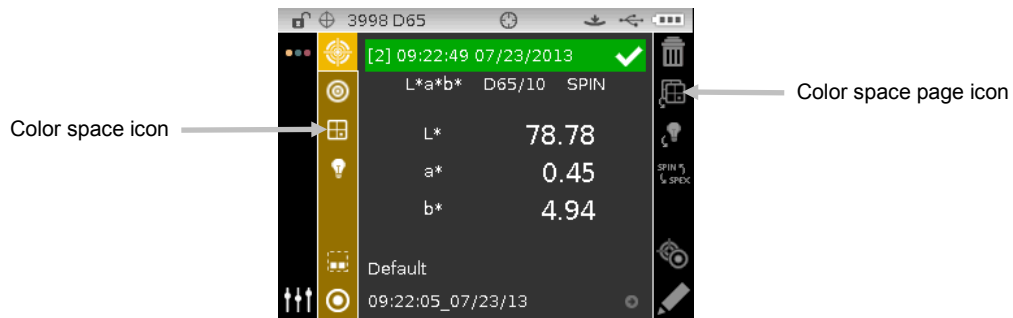 3998 D65
[2] 09:22:49 07/23/2013
L*a*b* D65/10 SPIN
Color space page icon
Color space icon
L* 78.78
a* 0.45
SPIN
SPEX
b* 4.94
Default
09:22:05_07/23/13